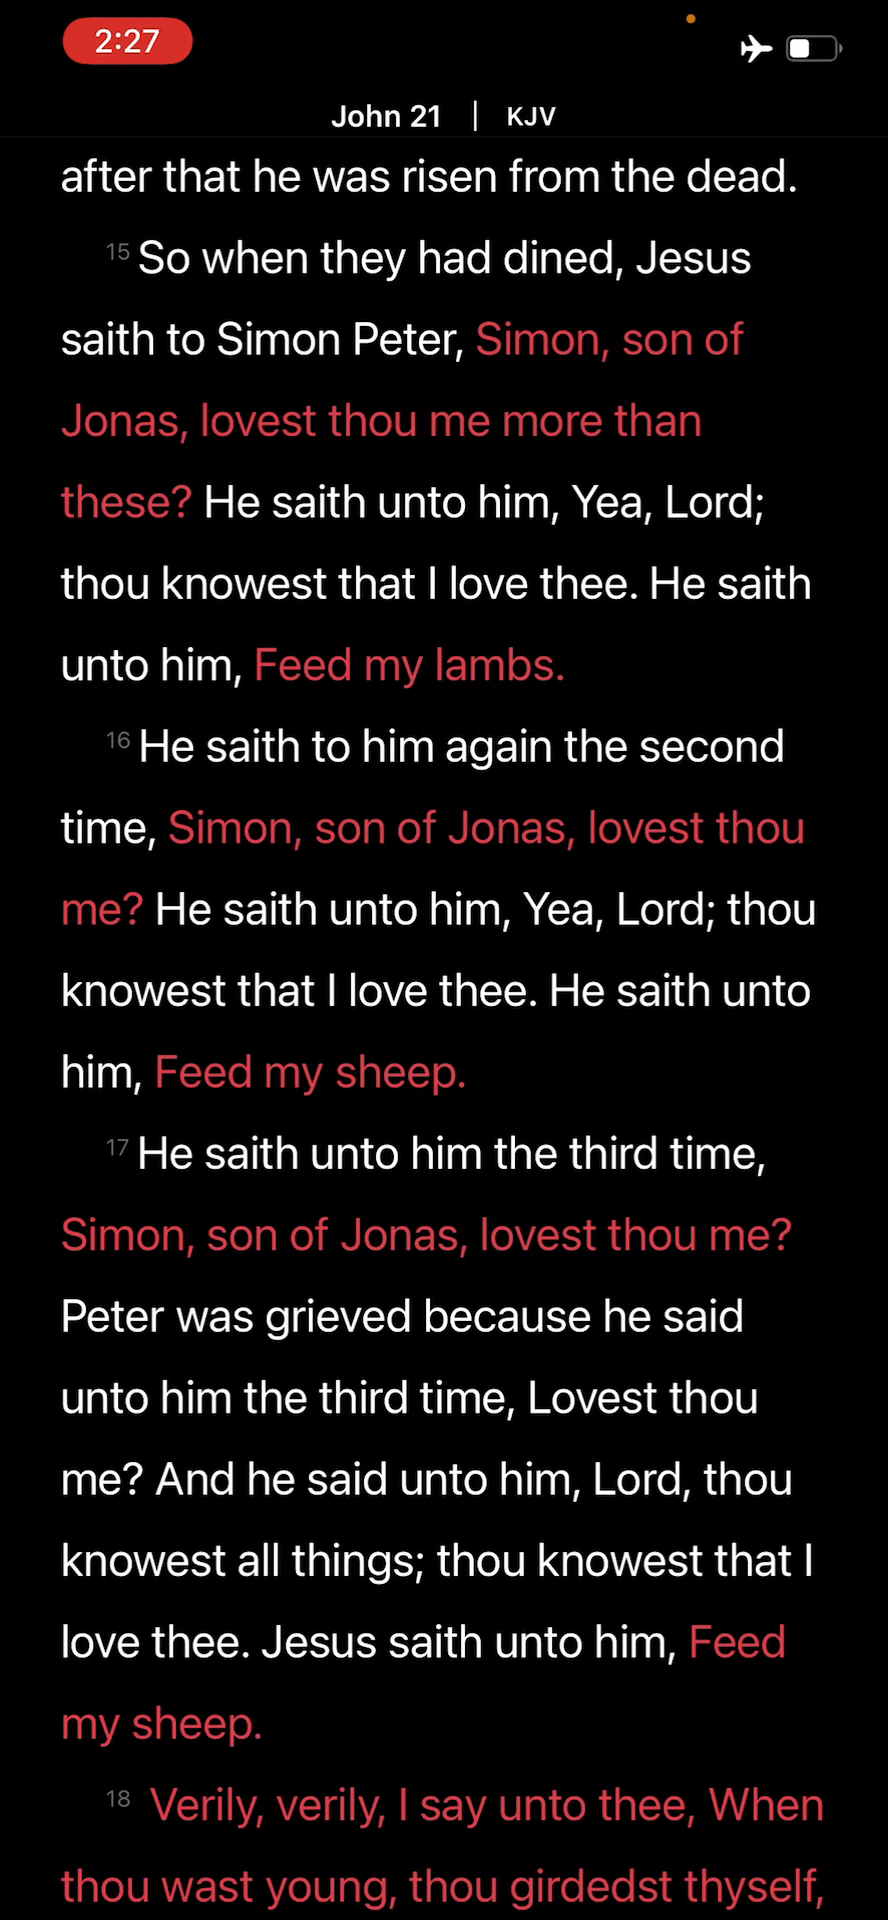 2:27
John 21 | KJV
after that he was risen from the dead.
15 So when they had dined, Jesus
saith to Simon Peter, Simon, son of
Jonas, lovest thou me more than
these? He saith unto him, Yea, Lord;
thou knowest that I love thee. He saith
unto him, Feed my lambs.
16 He saith to him again the second
time, Simon, son of Jonas, lovest thou
me? He saith unto him, Yea, Lord; thou
knowest that I love thee. He saith unto
him, Feed my sheep.
17 He saith unto him the third time,
Simon, son of Jonas, lovest thou me?
Peter was grieved because he said
unto him the third time, Lovest thou
me? And he said unto him, Lord, thou
knowest all things; thou knowest that I
love thee. Jesus saith unto him, Feed
my sheep.
18 Verily, verily, I say unto thee, When
thou wast young, thou girdedst thyself,